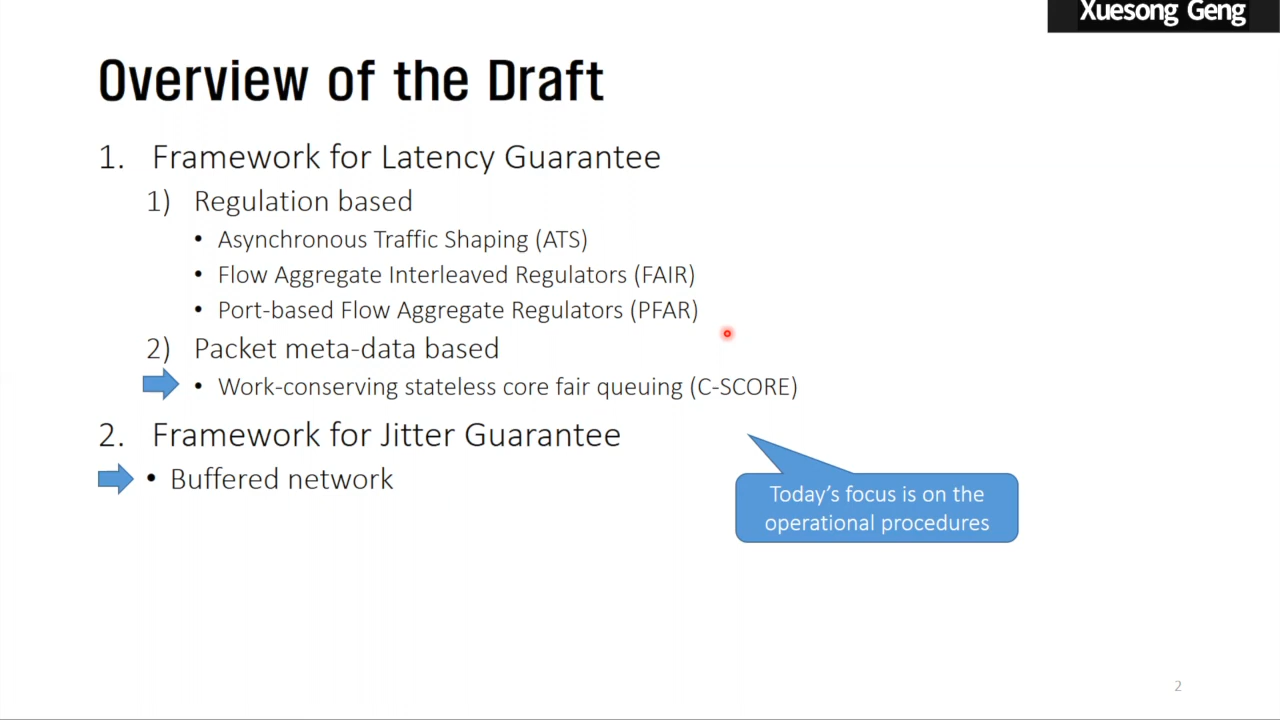 Xuesong Geng
Overview of the Draft
1. Framework for Latency Guarantee
1) Regulation based
• Asynchronous Traffic Shaping (ATS)
• Flow Aggregate Interleaved Regulators (FAIR)
• Port-based Flow Aggregate Regulators (PFAR)
2) Packet meta-data based
• Work-conserving stateless core fair queuing (C-SCORE)
2. Framework for Jitter Guarantee
• Buffered network
Today's focus is on the
operational procedures
2